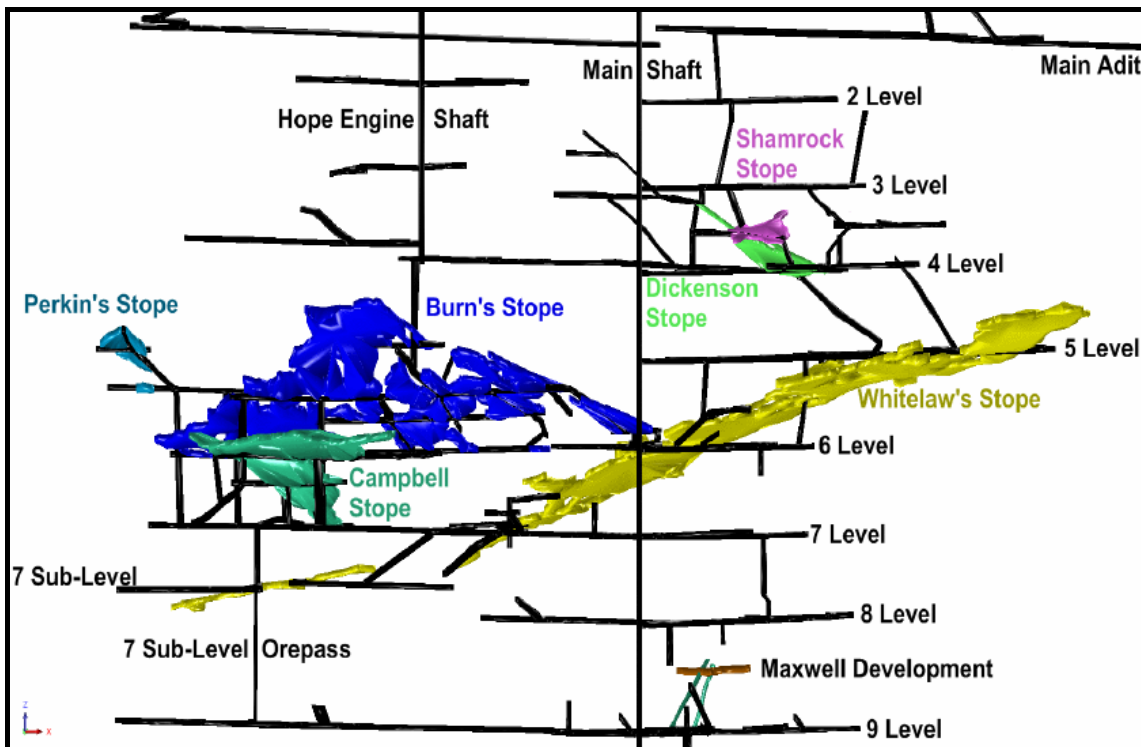 Main Shaft
Main Adit
Hope Engine Shaft
2 Level
Shamrock
Stope
3 Level
4 Level
Perkin's Stope
Burn's Stope
Dickenson
Stope
5 Level
Whitelaw's Stope
6 Level
Campbell
Stope
7 Level
7 Sub-Level
8 Level
7 Sub-Level Orepass
Maxwell Development
9 Level
z
x